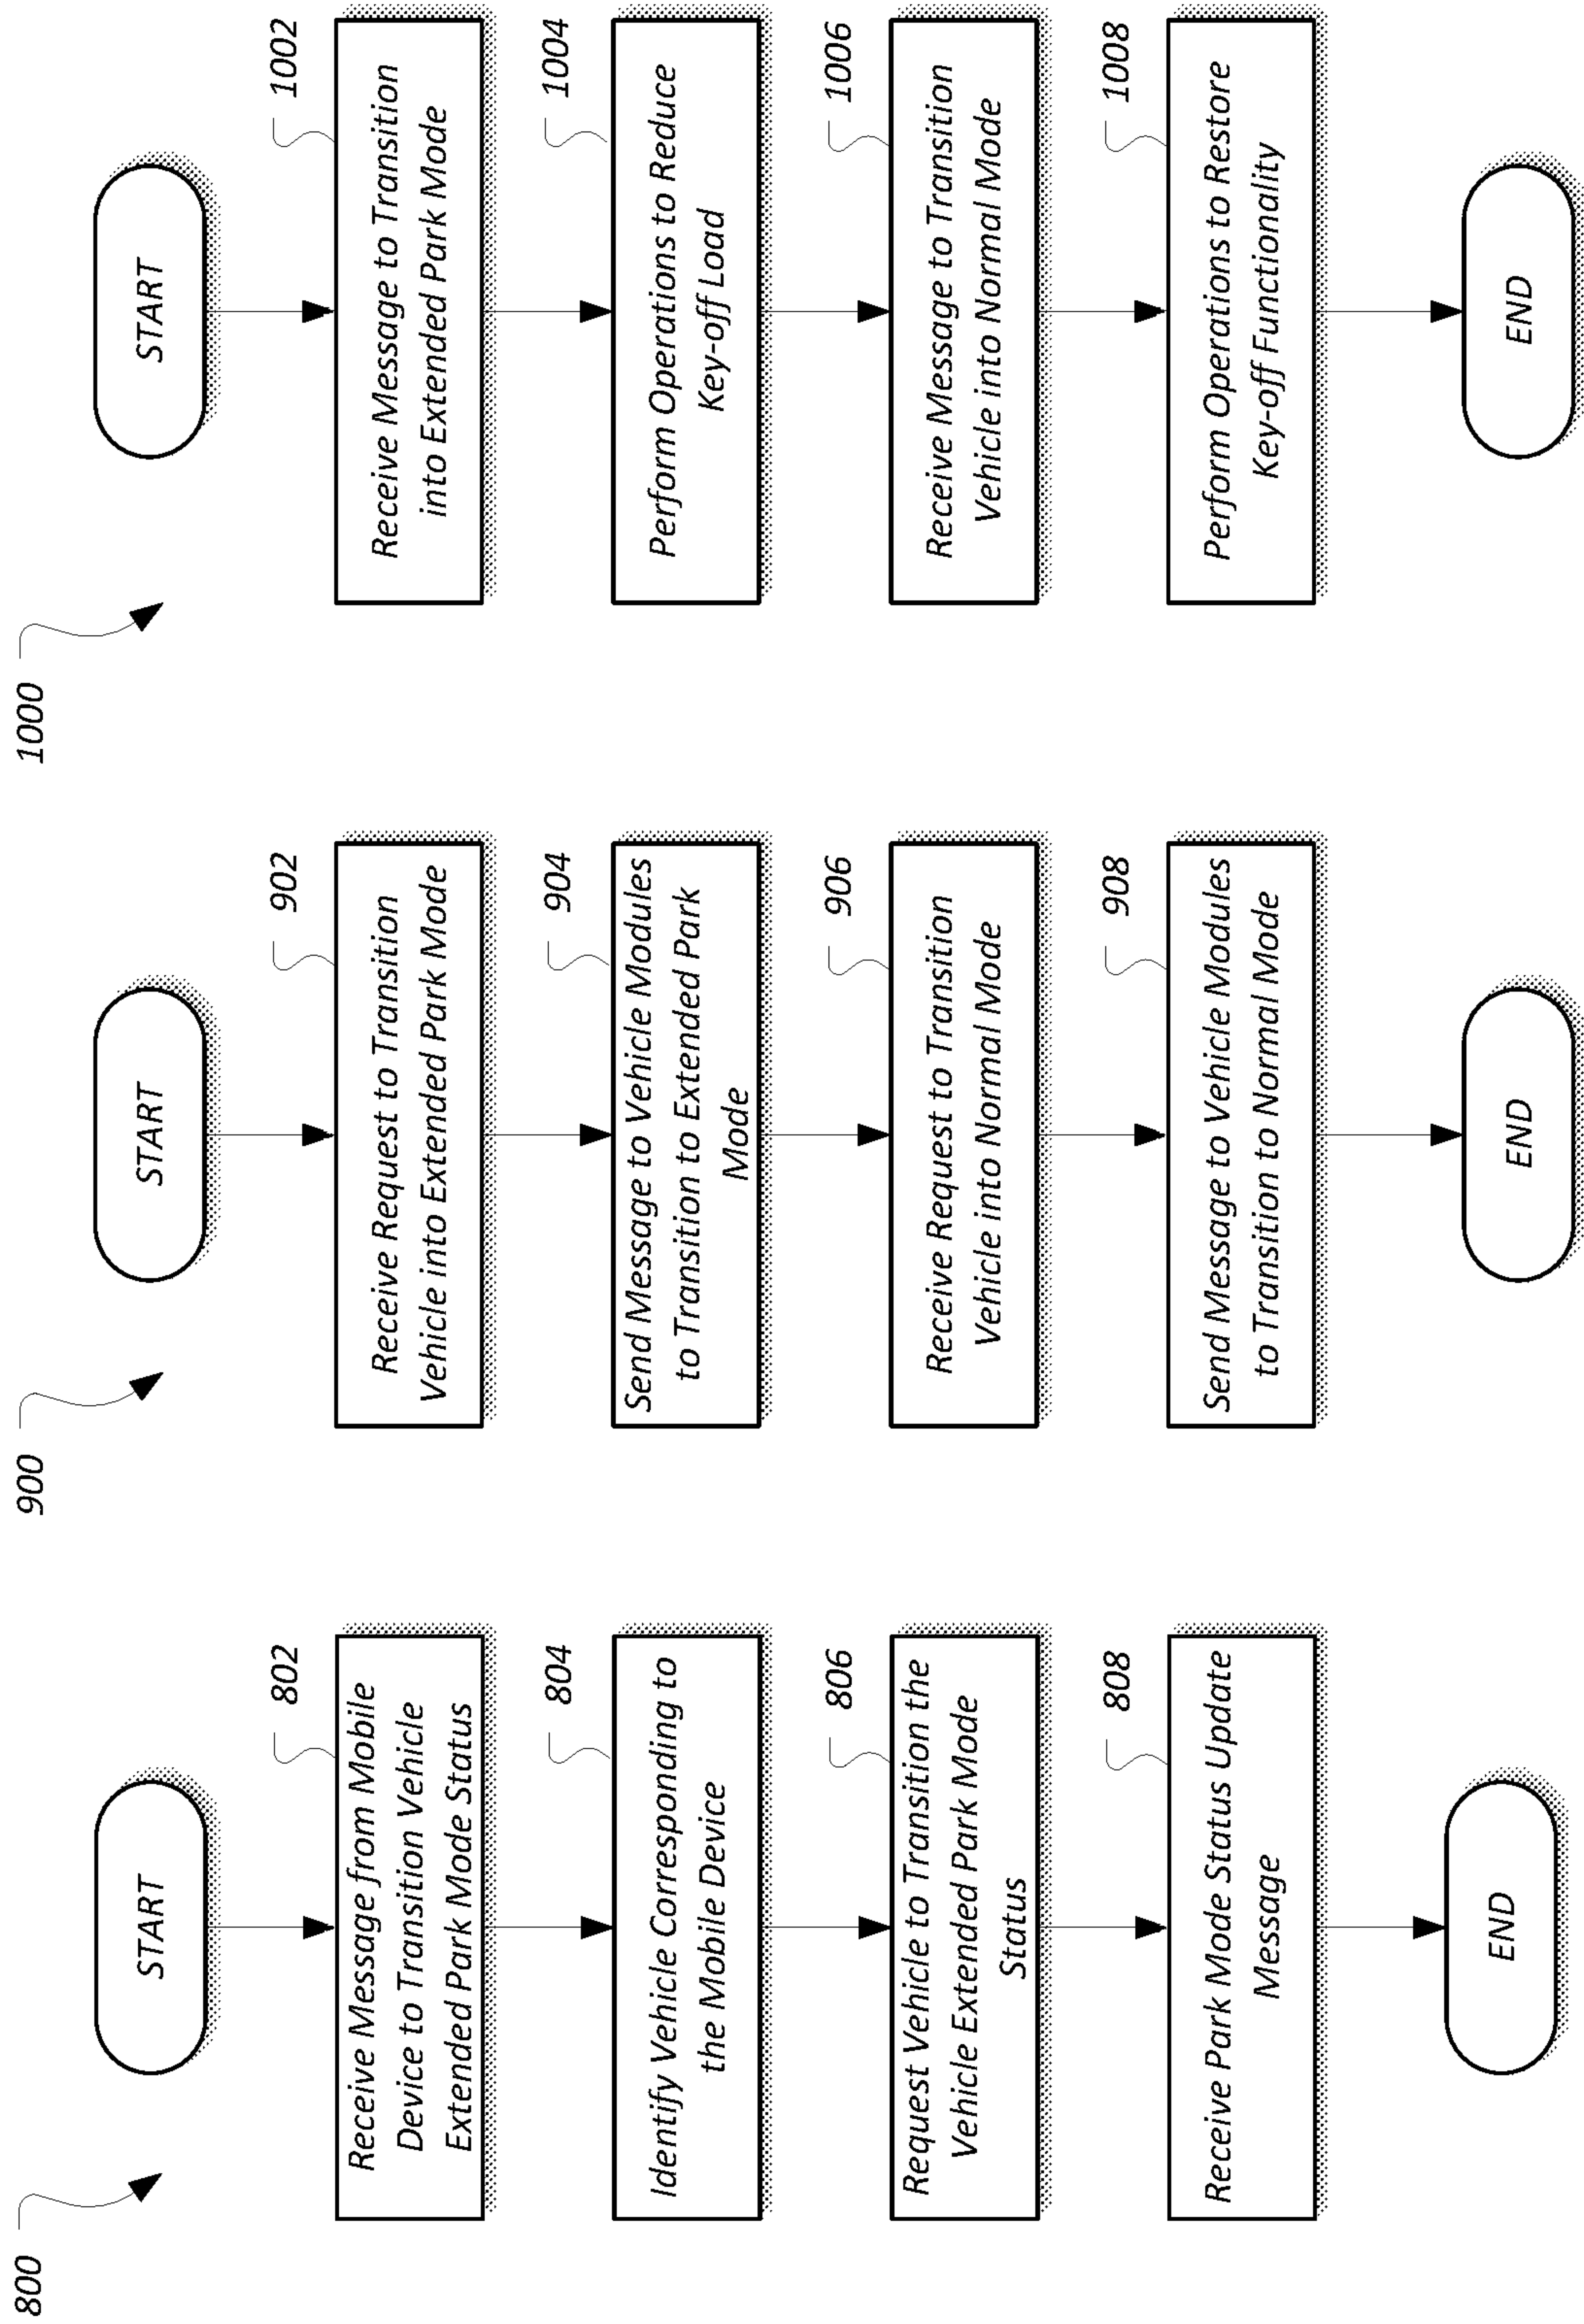 800
START
802
Receive Message from Mobile
Device to Transition Vehicle
Extended Park Mode Status
804
Identify Vehicle Corresponding to
the Mobile Device
806
Request Vehicle to Transition the
Vehicle Extended Park Mode
Status
808
Receive Park Mode Status Update
Message
END
900
START
902
Receive Request to Transition
Vehicle into Extended Park Mode
904
Send Message to Vehicle Modules
to Transition to Extended Park
Mode
906
Receive Request to Transition
Vehicle into Normal Mode
908
Send Message to Vehicle Modules
to Transition to Normal Mode
END
1000
START
1002
Receive Message to Transition
into Extended Park Mode
1004
Perform Operations to Reduce
Key-off Load
1006
Receive Message to Transition
Vehicle into Normal Mode
1008
Perform Operations to Restore
Key-off Functionality
END